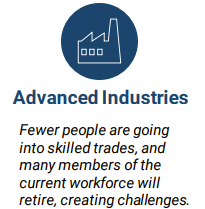 Advanced Industries
Fewer people are going
into skilled trades, and
many members of the
current workforce will
retire, creating challenges.